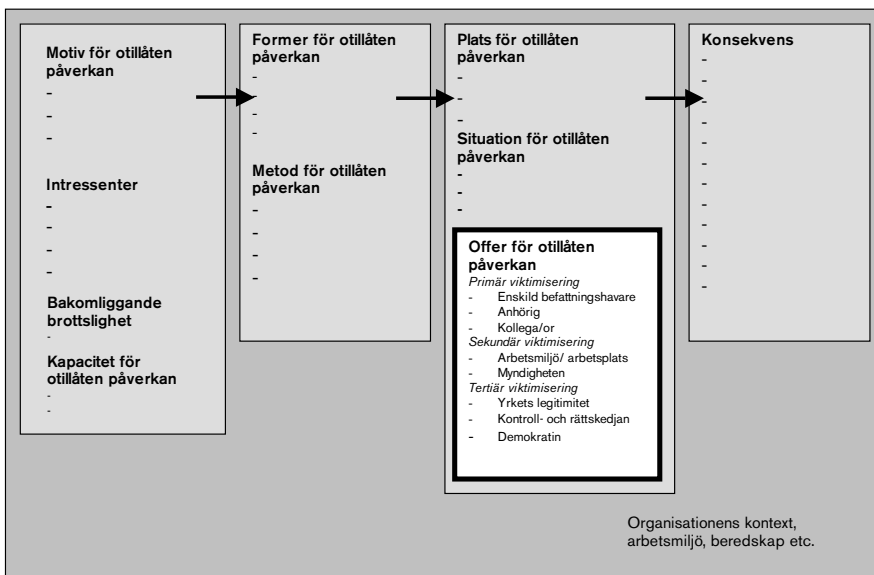 Motiv för otillåten
påverkan
-
-
-
Intressenter
-
-
-
-
Bakomliggande
brottslighet
-
Kapacitet för
otillåten påverkan
-
-
Former för otillåten
påverkan
-
-
-
-
Metod för otillåten
påverkan
-
-
-
-
Plats för otillåten
påverkan
-
-
-
Situation för otillåten
påverkan
-
-
-
Offer för otillåten
påverkan
Primär viktimisering
- Enskild befattningshavare
- Anhörig
- Kollega/or
Sekundär viktimisering
- Arbetsmiljö/ arbetsplats
- Myndigheten
Tertiär viktimisering
- Yrkets legitimitet
- Kontroll- och rättskedjan
- Demokratin
Konsekvens
-
-
-
-
-
-
-
-
-
-
-
-
Organisationens kontext,
arbetsmiljö, beredskap etc.